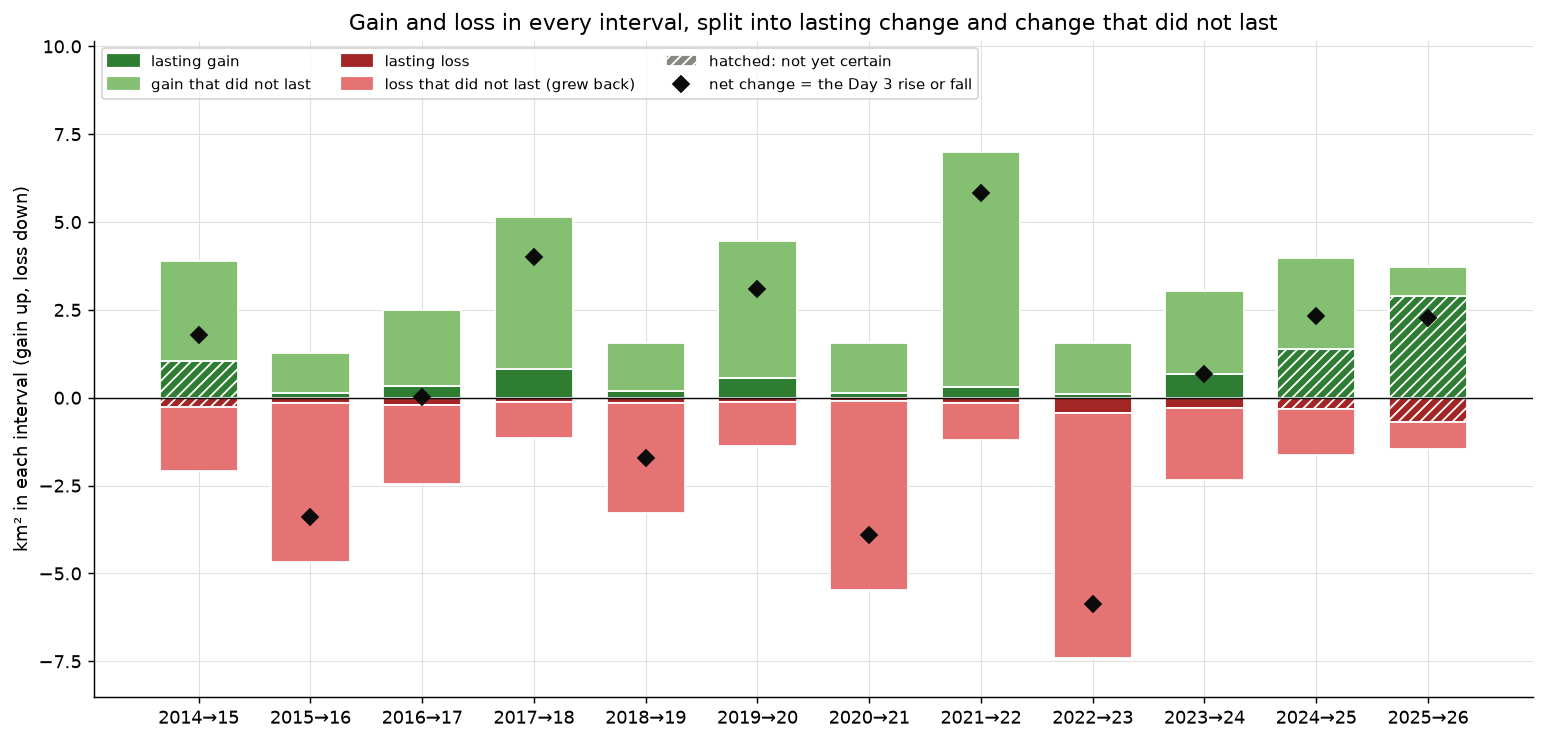 Gain and loss in every interval, split into lasting change and change that did not last
lasting gain
gain that did not last
lasting loss
loss that did not last (grew back)
hatched: not yet certain
net change = the Day 3 rise or fall
km² in each interval (gain up, loss down)
10.0
7.5
5.0
2.5
0.0
−2.5
−5.0
−7.5
2014→15 2015→16 2016→17 2017→18 2018→19 2019→20 2020→21 2021→22 2022→23 2023→24 2024→25 2025→26